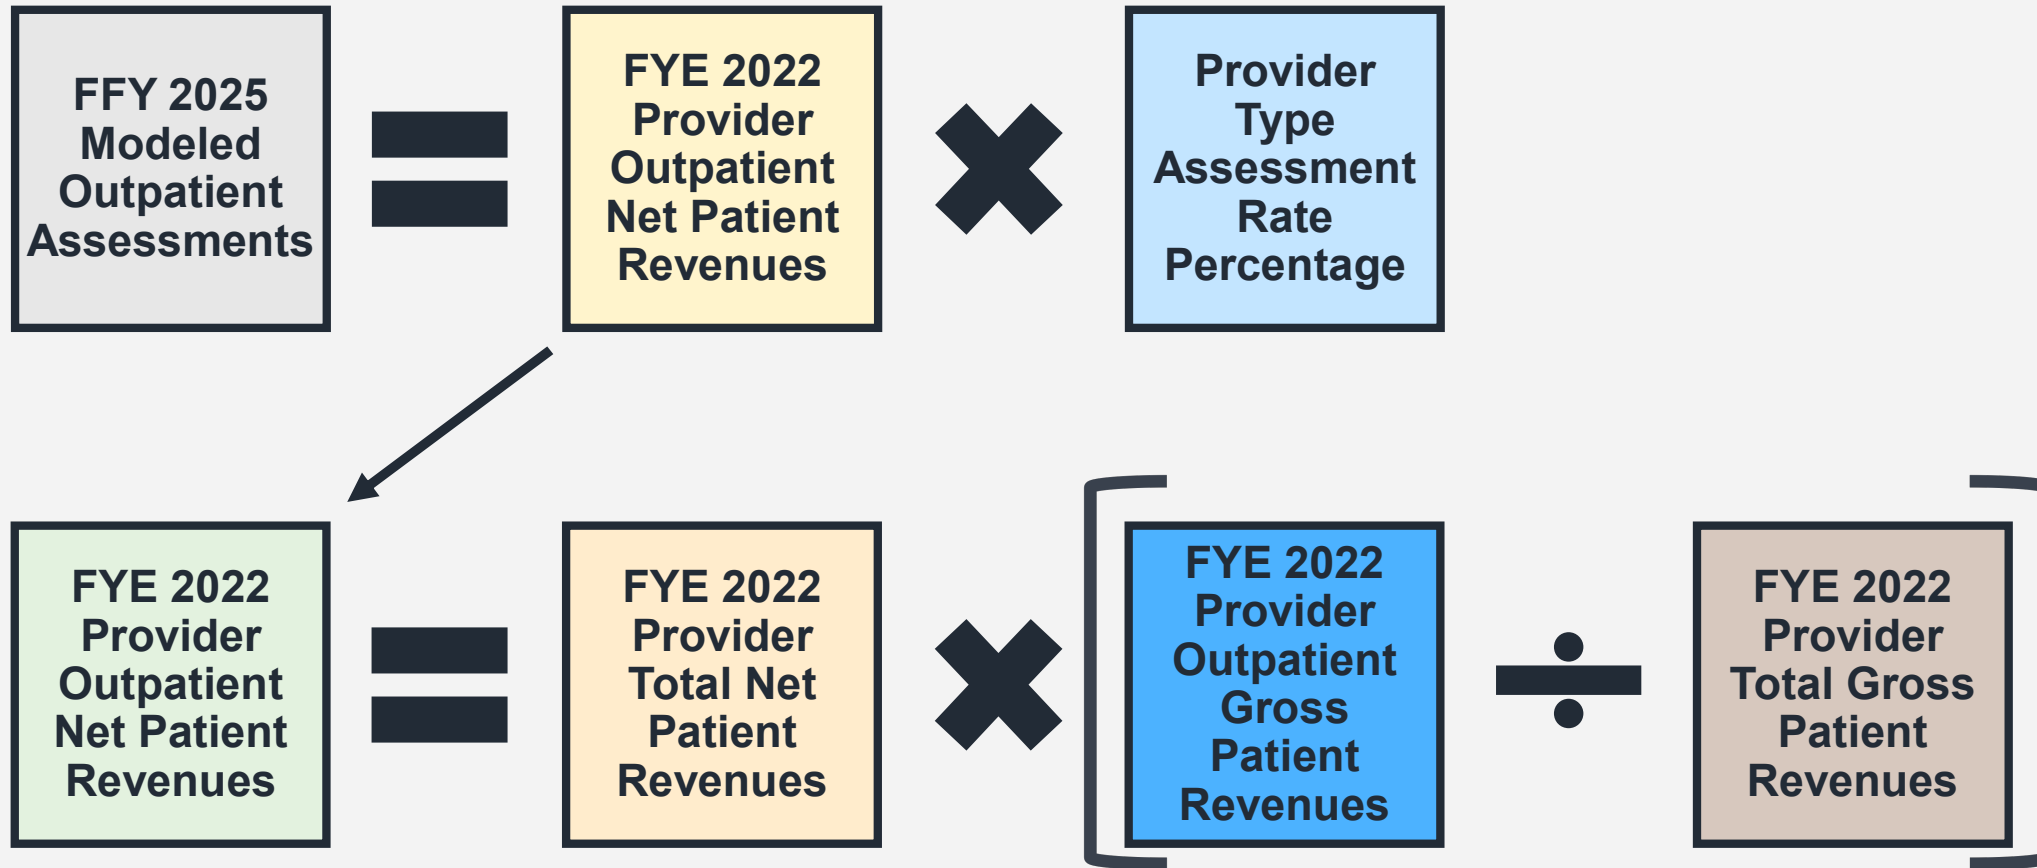 FFY 2025
Modeled
Outpatient
Assessments
FYE 2022
Provider
Outpatient
Net Patient
Revenues
Provider
Type
Assessment
Rate
Percentage
FYE 2022
Provider
Outpatient
Net Patient
Revenues
FYE 2022
Provider
Total Net
Patient
Revenues
FYE 2022
Provider
Outpatient
Gross
Patient
Revenues
FYE 2022
Provider
Total Gross
Patient
Revenues